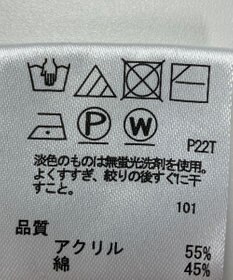 P W
P22T
淡色のものは無蛍光洗剤を使用。
よくすすぎ、絞りの後すぐに干
すこと。
101
品質
アクリル 55%
綿 45%